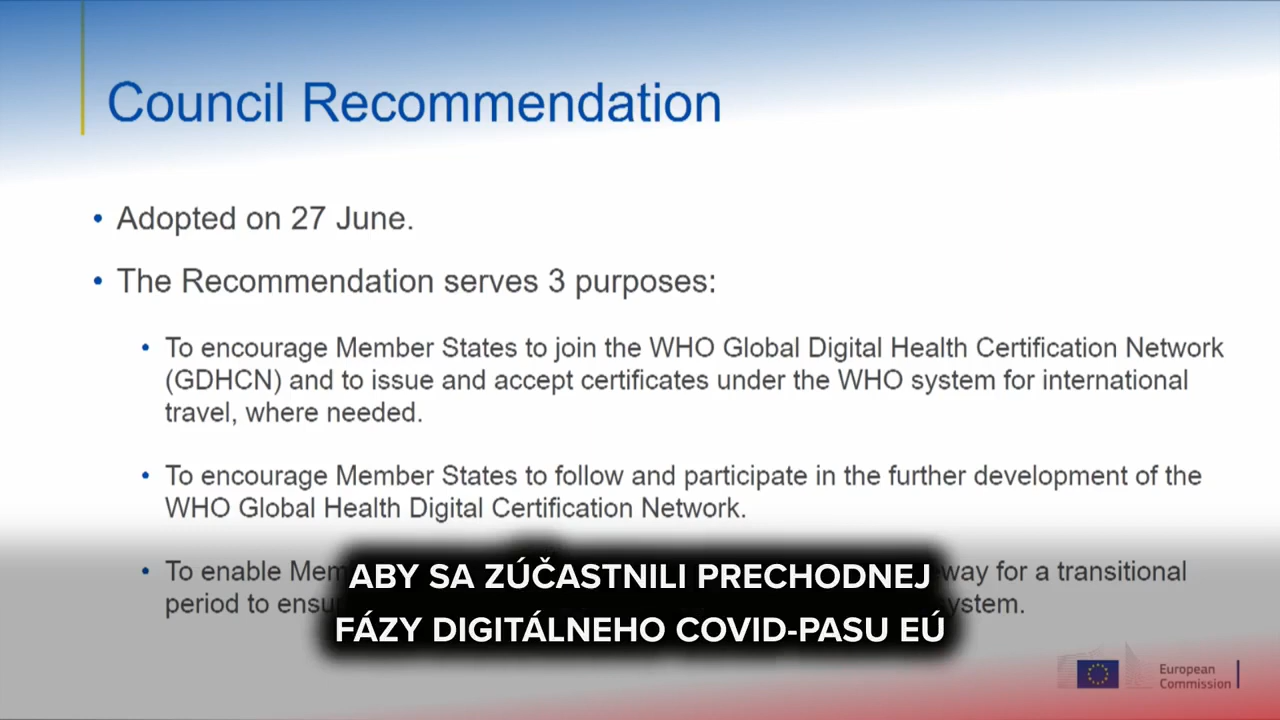 Council Recommendation
• Adopted on 27 June.
• The Recommendation serves 3 purposes:
• To encourage Member States to join the WHO Global Digital Health Certification Network
(GDHCN) and to issue and accept certificates under the WHO system for international
travel, where needed.
• To encourage Member States to follow and participate in the further development of the
WHO Global Health Digital Certification Network.
• To enable way for a transitional
period to
ABY SA ZÚČASTNILI PRECHODNEJ
FÁZY DIGITÁLNEHO COVID-PASU EÚ
European
Commission